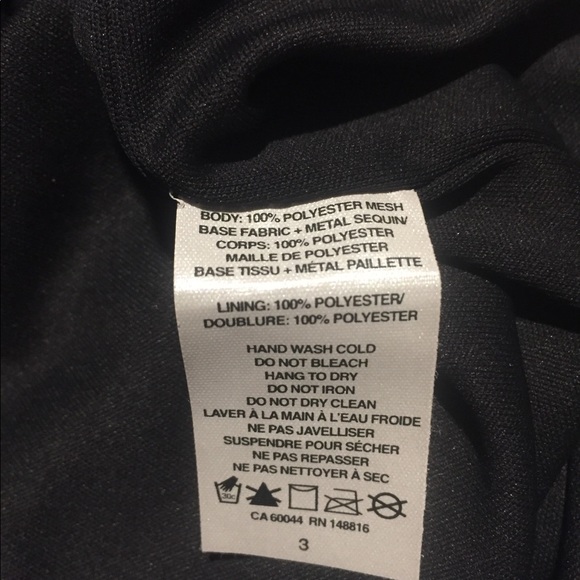 BODY: 100% POLYESTER MESH
BASE FABRIC + METAL SEQUIN/
CORPS: 100% POLYESTER
MAILLE DE POLYESTER
BASE TISSU + MÉTAL PAILLETTE
LINING: 100% POLYESTER/
DOUBLURE: 100% POLYESTER
HAND WASH COLD
DO NOT BLEACH
HANG TO DRY
DO NOT IRON
DO NOT DRY CLEAN
LAVER À LA MAIN À L'EAU FROIDE
NE PAS JAVELLISER
SUSPENDRE POUR SÉCHER
NE PAS REPASSER
NE PAS NETTOYER À SEC
30c
CA 60044 RN 148816
3